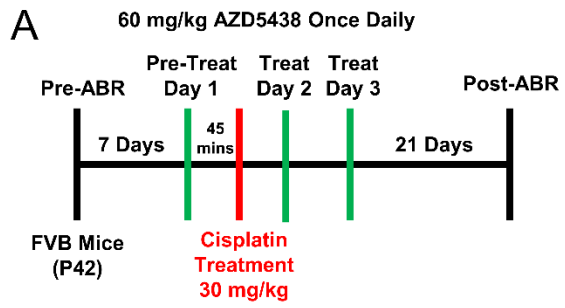 A
60 mg/kg AZD5438 Once Daily
Pre-ABR
Pre-Treat
Day 1
Treat
Day 2
Treat
Day 3
Post-ABR
7 Days
45
mins
21 Days
FVB Mice
(P42)
Cisplatin
Treatment
30 mg/kg